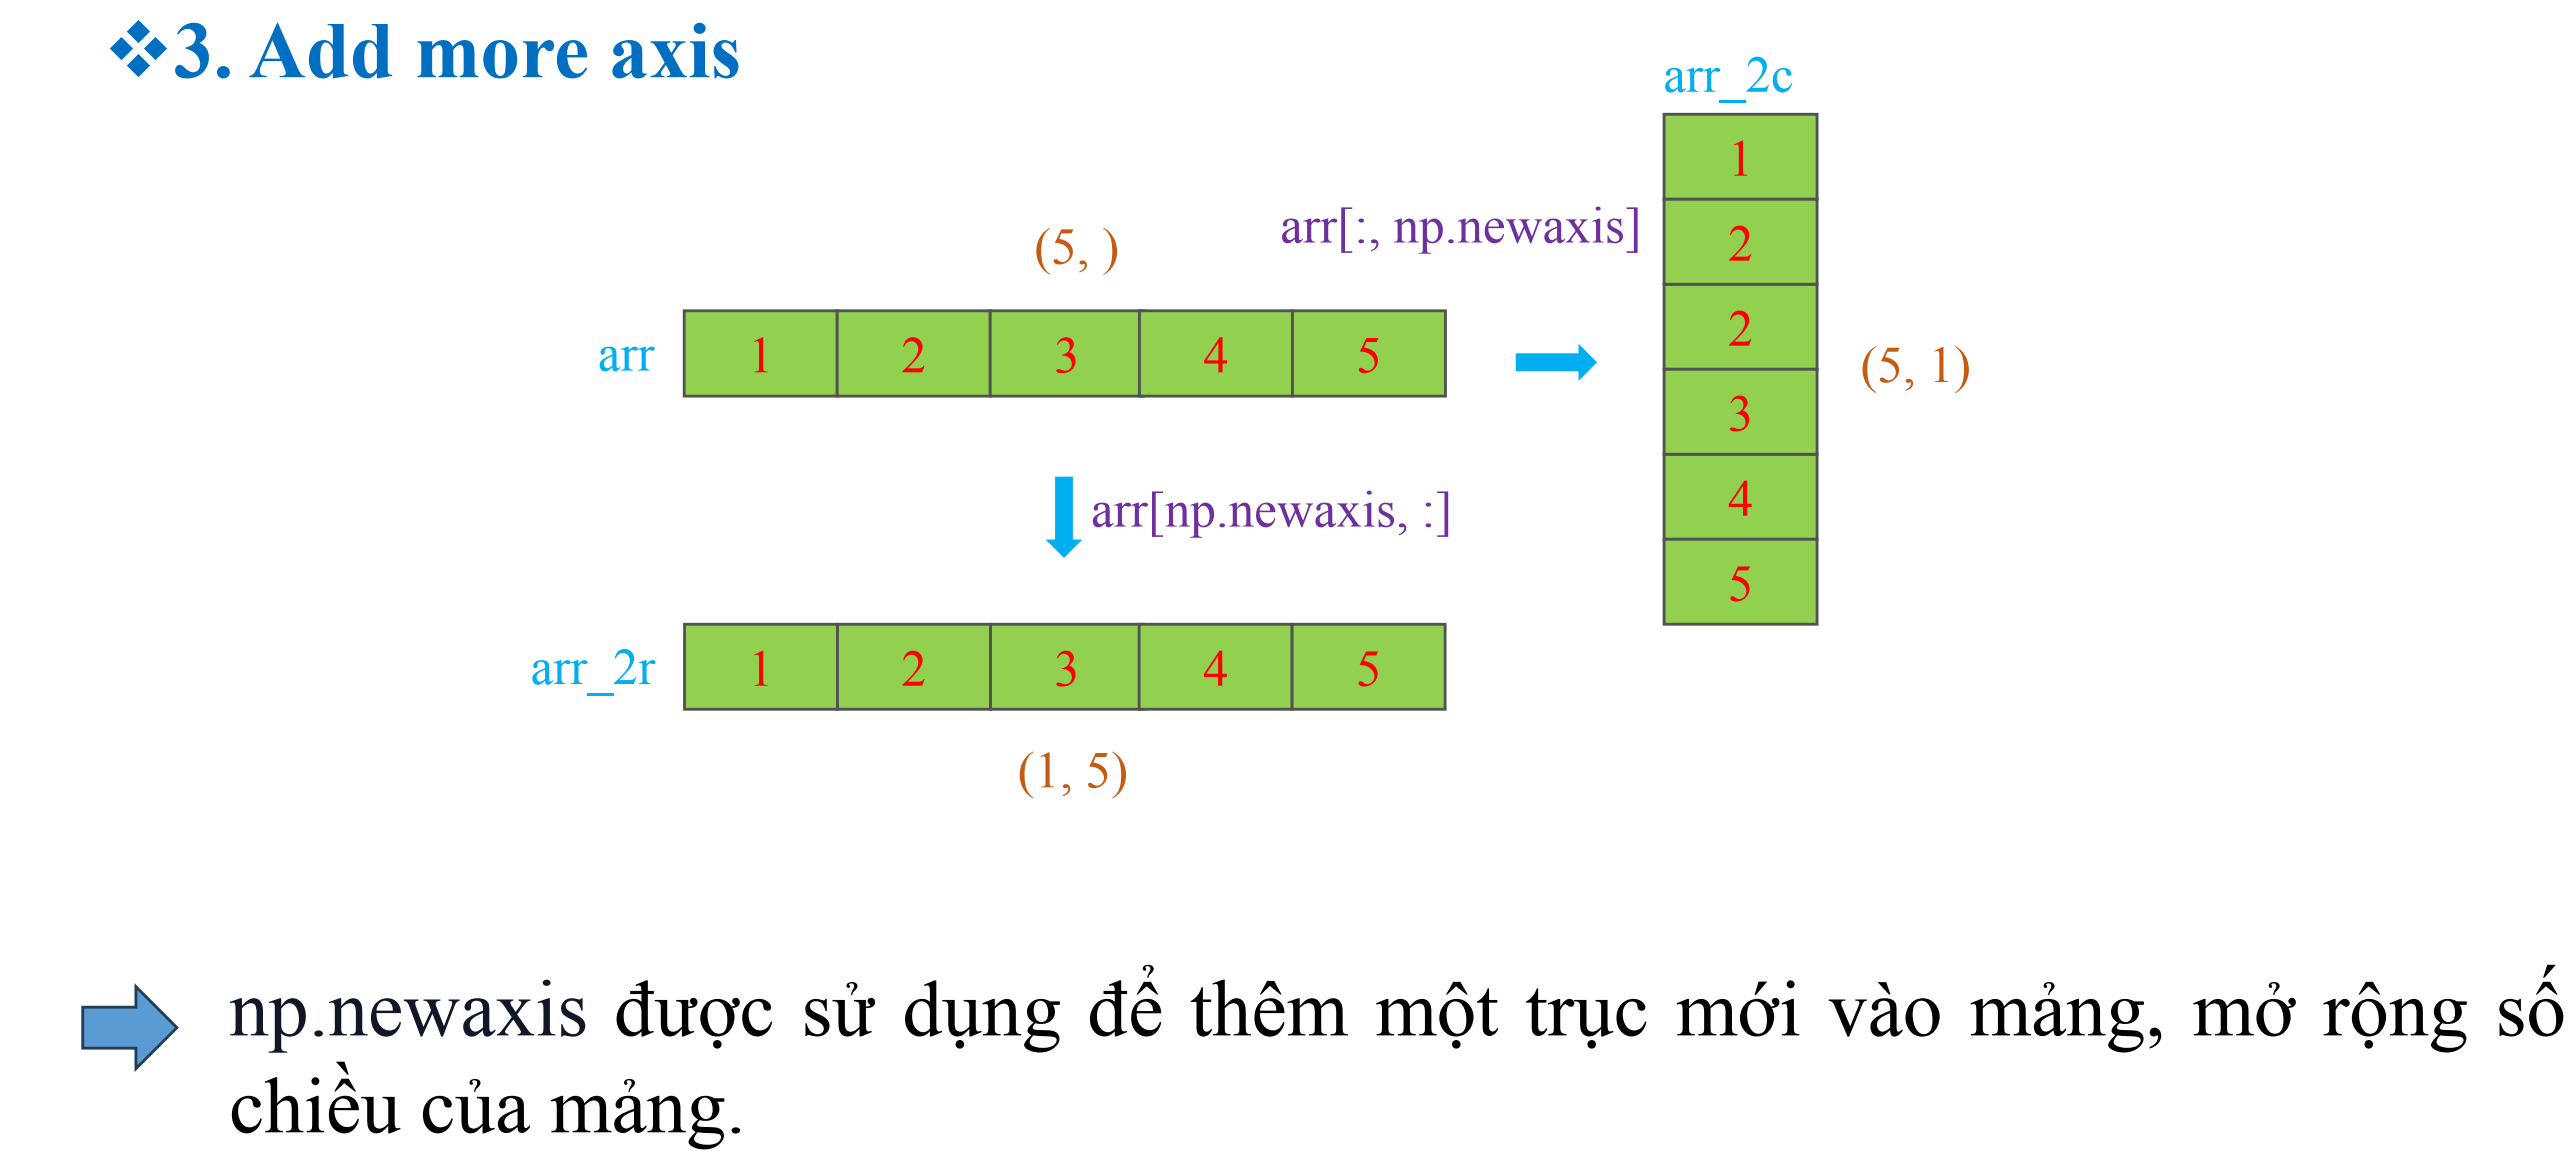 ❖3. Add more axis
arr_2c
1
2
2
3
4
5
arr[:, np.newaxis]
(5, )
arr 1 2 3 4 5
(5, 1)
arr[np.newaxis, :]
arr_2r 1 2 3 4 5
(1, 5)
np.newaxis được sử dụng để thêm một trục mới vào mảng, mở rộng số
chiều của mảng.